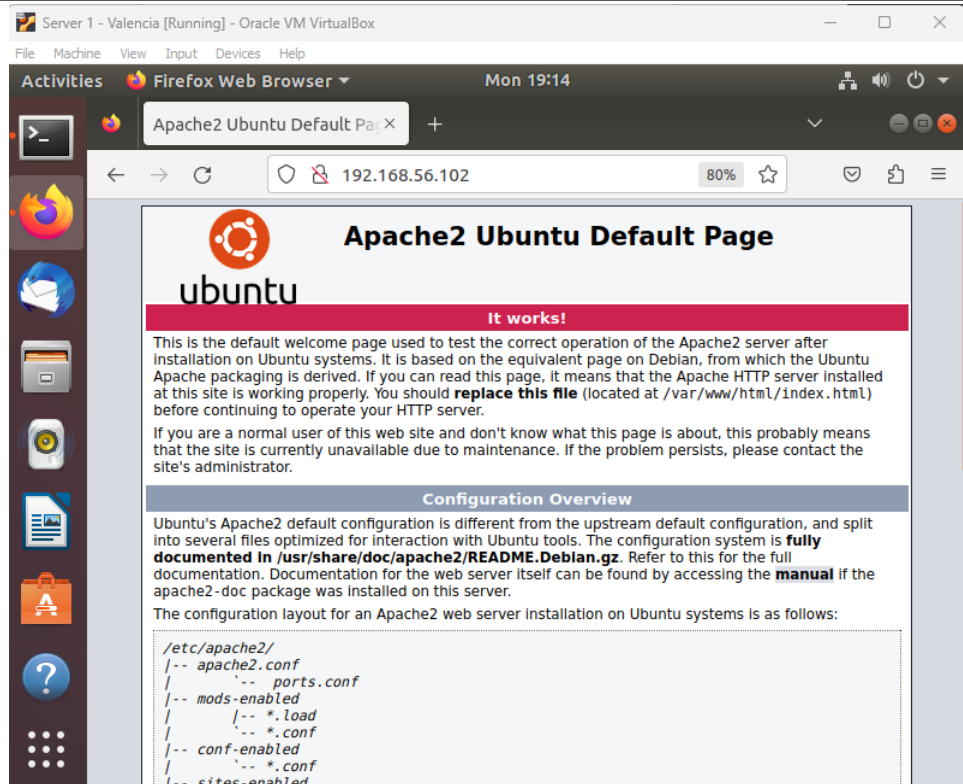 Server 1 - Valencia [Running] - Oracle VM VirtualBox
File Machine View Input Devices Help
Activities Firefox Web Browser Mon 19:14
Apache2 Ubuntu Default Pag
192.168.56.102 80%
ubuntu
Apache2 Ubuntu Default Page
It works!
This is the default welcome page used to test the correct operation of the Apache2 server after
installation on Ubuntu systems. It is based on the equivalent page on Debian, from which the Ubuntu
Apache packaging is derived. If you can read this page, it means that the Apache HTTP server installed
at this site is working properly. You should replace this file (located at /var/www/html/index.html)
before continuing to operate your HTTP server.
If you are a normal user of this web site and don't know what this page is about, this probably means
that the site is currently unavailable due to maintenance. If the problem persists, please contact the
site's administrator.
Configuration Overview
Ubuntu's Apache2 default configuration is different from the upstream default configuration, and split
into several files optimized for interaction with Ubuntu tools. The configuration system is fully
documented in /usr/share/doc/apache2/README.Debian.gz. Refer to this for the full
documentation. Documentation for the web server itself can be found by accessing the manual if the
apache2-doc package was installed on this server.
The configuration layout for an Apache2 web server installation on Ubuntu systems is as follows:
/etc/apache2/
|-- apache2.conf
|       `--  ports.conf
|-- mods-enabled
|       |-- *.load
|       `-- *.conf
|-- conf-enabled
|       `-- *.conf
|-- sites-enabled